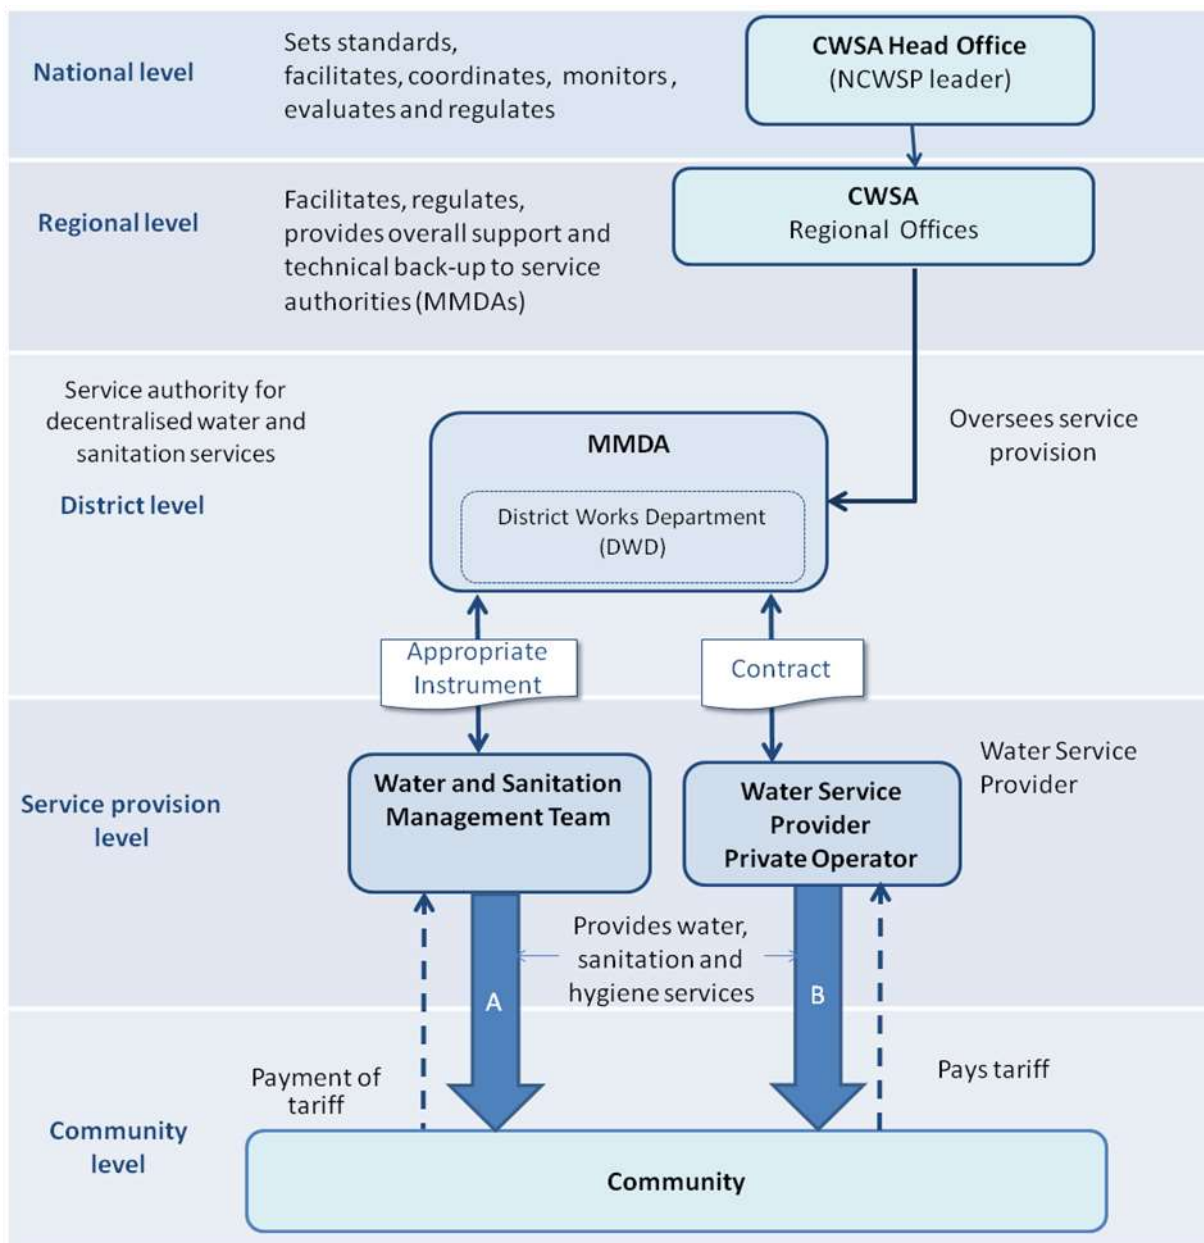 National level
Sets standards,
facilitates, coordinates, monitors,
evaluates and regulates
CWSA Head Office
(NCWSP leader)
Regional level
Facilitates, regulates,
provides overall support and
technical back-up to service
authorities (MMDAs)
CWSA
Regional Offices
Service authority for
decentralised water and
sanitation services
District level
MMDA
District Works Department
(DWD)
Oversees service
provision
Appropriate
Instrument
Contract
Service provision
level
Water and Sanitation
Management Team
Water Service
Provider
Private Operator
Water Service
Provider
Provides water,
sanitation and
hygiene services
A
B
Community
level
Payment of
tariff
Pays tariff
Community